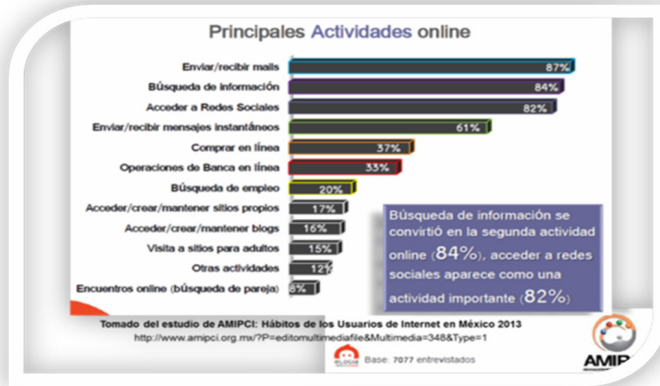 Principales Actividades online
Enviar/recibir mails 87%
Búsqueda de información 84%
Acceder a Redes Sociales 82%
Enviar/recibir mensajes instantáneos 61%
Comprar en línea 37%
Operaciones de Banca en línea 33%
Búsqueda de empleo 20%
Acceder/crear/mantener sitios propios 17%
Acceder/crear/mantener blogs 16%
Visita a sitios para adultos 15%
Otras actividades 12%
Encuentros online (búsqueda de pareja) 8%
Búsqueda de información se
convirtió en la segunda actividad
online (84%), acceder a redes
sociales aparece como una
actividad importante (82%)
Tomado del estudio de AMIPCI: Hábitos de los Usuarios de Internet en México 2013
http://www.amipci.org.mx/?P=editomultimediafile&Multimedia=348&Type=1
Base: 7077 entrevistados
AMIP